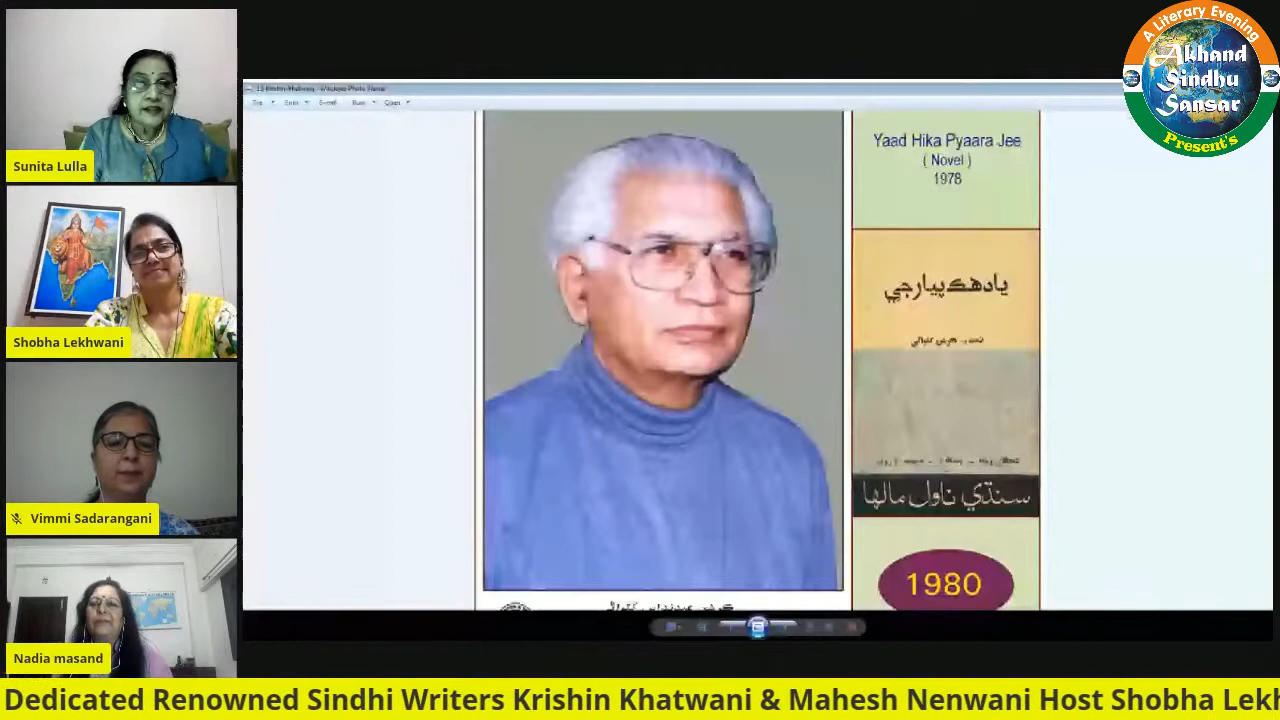 Sunita Lulla
Shobha Lekhwani
Vimmi Sadarangani
Nadia masand
A Literary Evening
Akhand
Sindhu
Sansar
Present's
Yaad Hika Pyaara Jee
( Novel )
1978
ياد هڪ پيار جي
سنڌي ناول مالها
1980
Dedicated Renowned Sindhi Writers Krishin Khatwani & Mahesh Nenwani Host Shobha Lekh